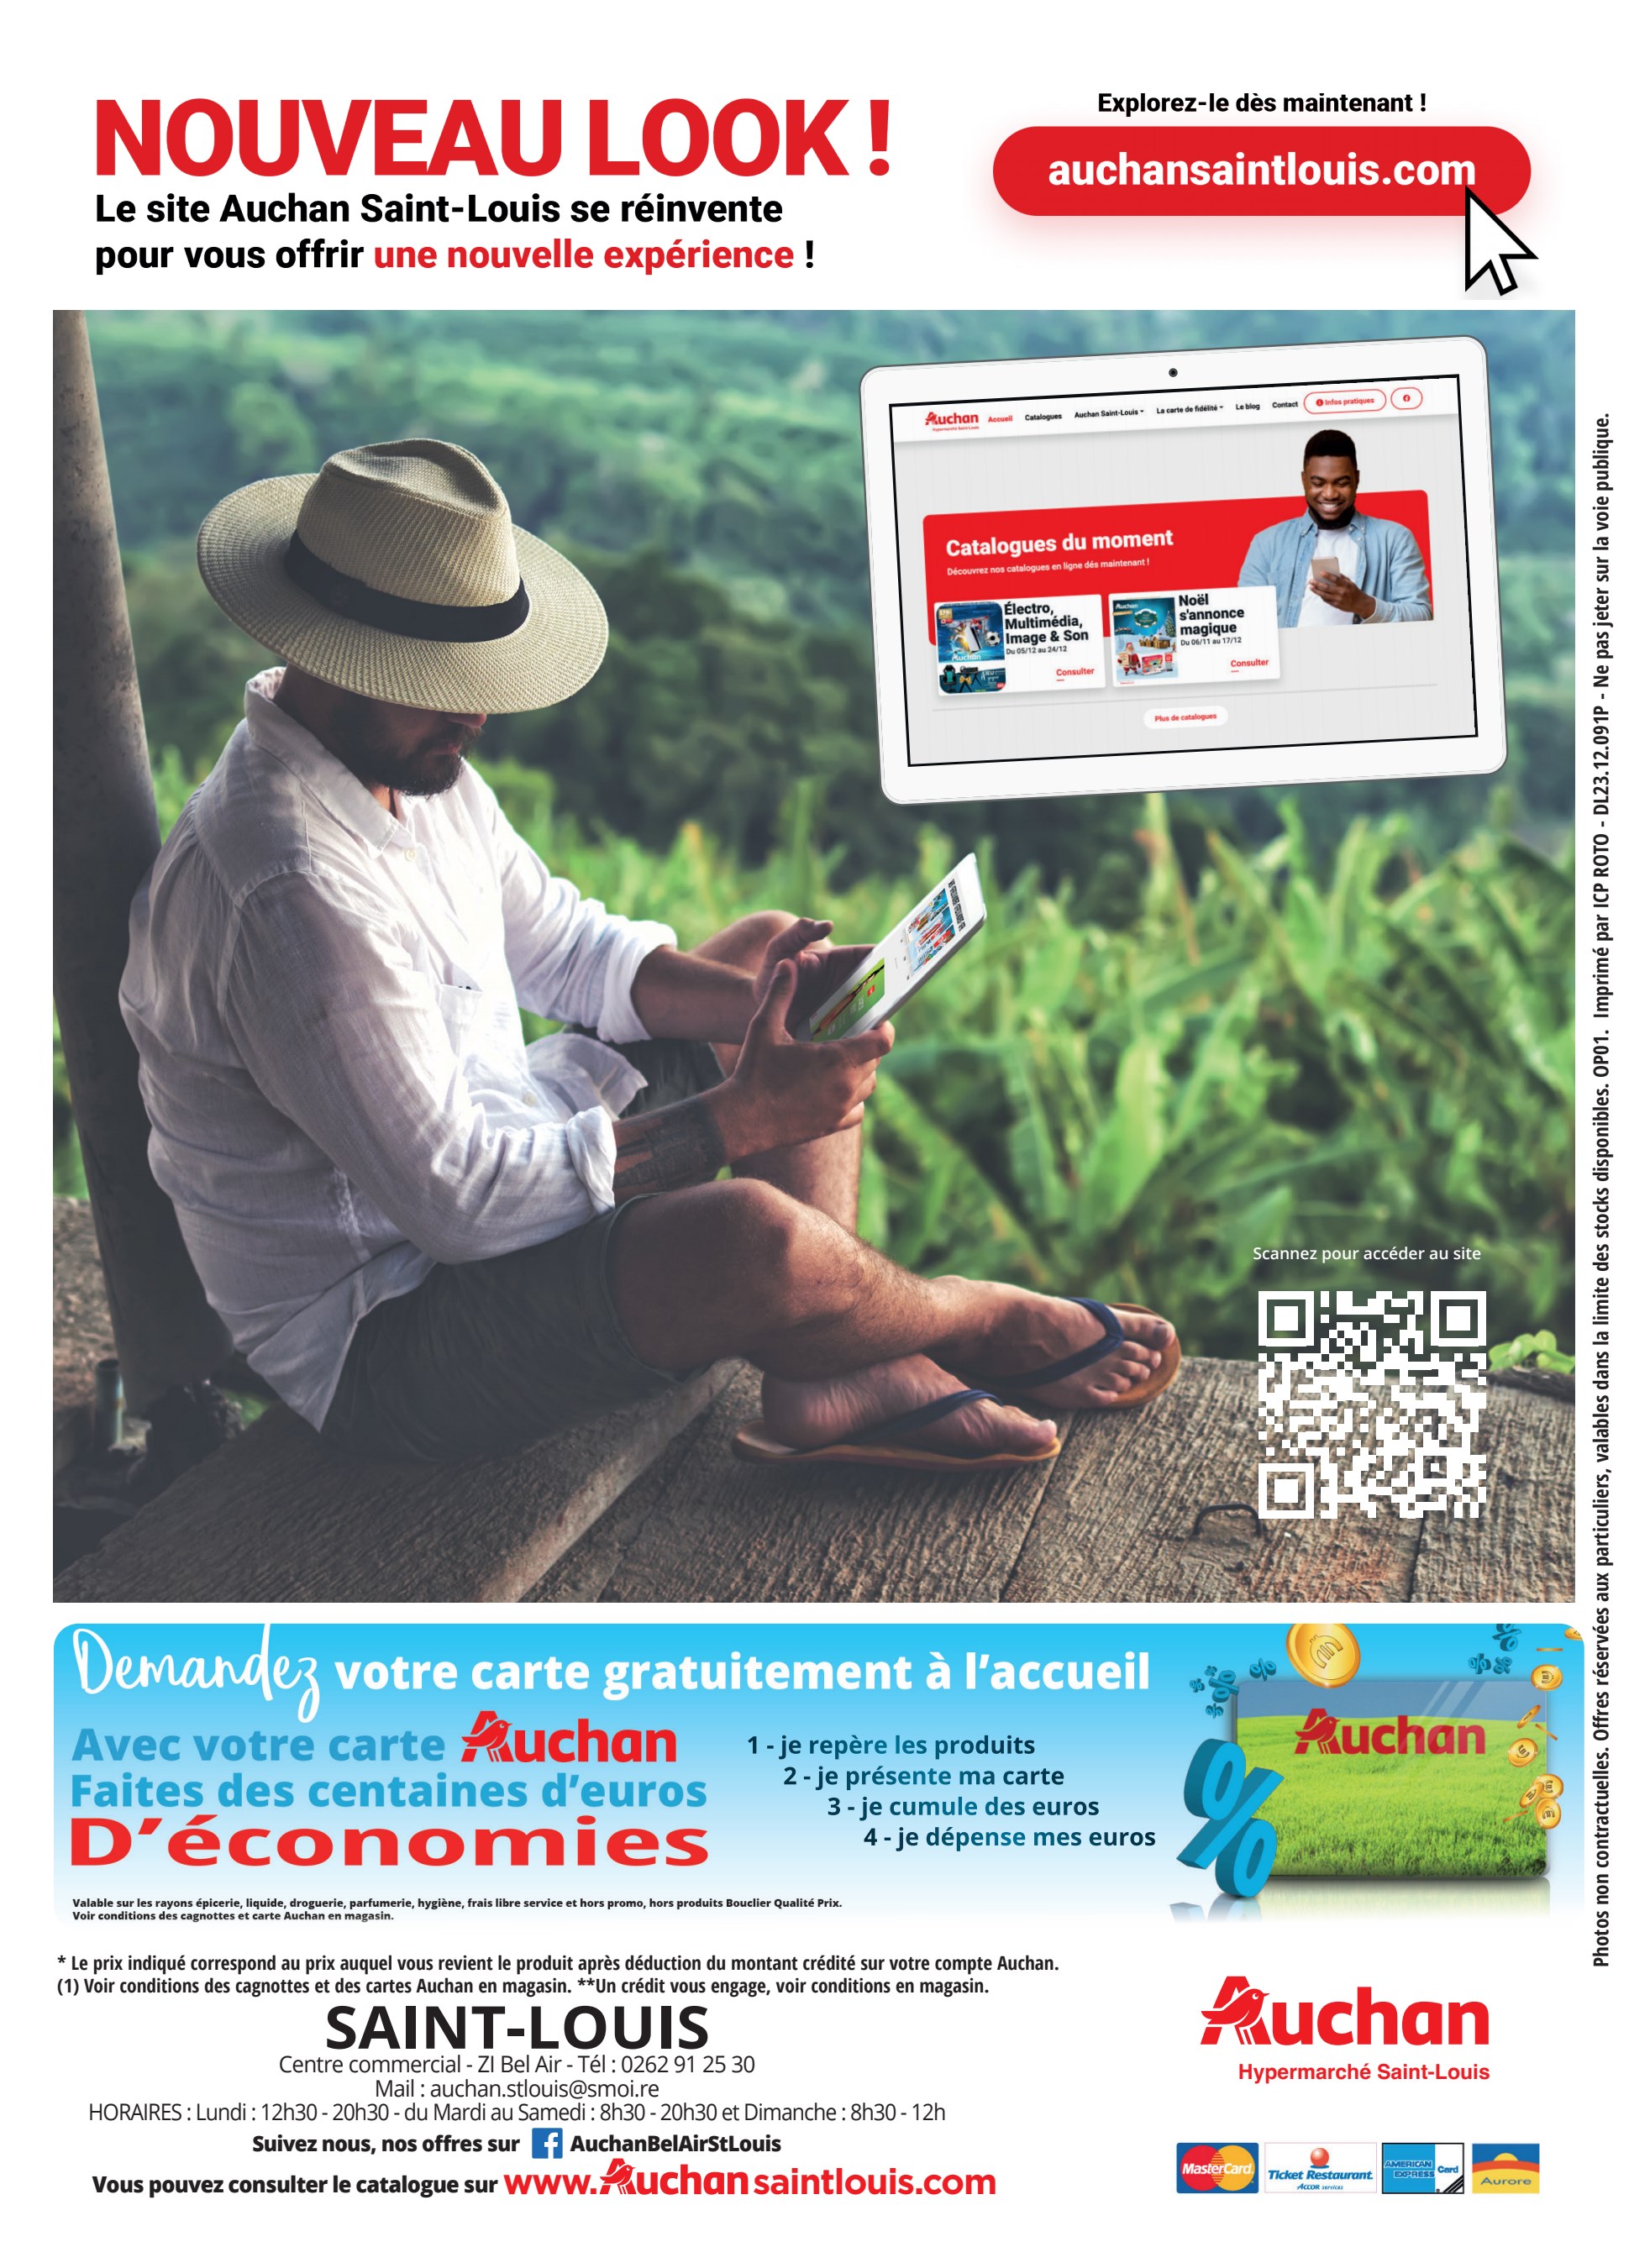 NOUVEAU LOOK !
Le site Auchan Saint-Louis se réinvente
pour vous offrir une nouvelle expérience !
Explorez-le dès maintenant !
auchansaintlouis.com
Auchan
Hypermarché Saint-Louis
Accueil
Catalogues
Auchan Saint-Louis
La carte de fidélité
Le blog
Contact
Infos pratiques
Catalogues du moment
Découvrez nos catalogues en ligne dés maintenant !
Électro,
Multimédia,
Image & Son
Du 05/12 au 24/12
Consulter
Auchan
Noël
s'annonce
magique
Du 06/11 au 17/12
Consulter
Auchan
Plus de catalogues
Scannez pour accéder au site
Photos non contractuelles. Offres réservées aux particuliers, valables dans la limite des stocks disponibles. OP01. Imprimé par ICP ROTO - DL23.12.091P - Ne pas jeter sur la voie publique.
Demandez votre carte gratuitement à l'accueil
Avec votre carte Auchan
Faites des centaines d'euros
D'économies
1 - je repère les produits
2 - je présente ma carte
3 - je cumule des euros
4 - je dépense mes euros
Auchan
%
Valable sur les rayons épicerie, liquide, droguerie, parfumerie, hygiène, frais libre service et hors promo, hors produits Bouclier Qualité Prix.
Voir conditions des cagnottes et carte Auchan en magasin.
* Le prix indiqué correspond au prix auquel vous revient le produit après déduction du montant crédité sur votre compte Auchan.
(1) Voir conditions des cagnottes et des cartes Auchan en magasin. **Un crédit vous engage, voir conditions en magasin.
SAINT-LOUIS
Centre commercial - ZI Bel Air - Tél : 0262 91 25 30
Mail : auchan.stlouis@smoi.re
HORAIRES : Lundi : 12h30 - 20h30 - du Mardi au Samedi : 8h30 - 20h30 et Dimanche : 8h30 - 12h
Suivez nous, nos offres sur f AuchanBelAirStLouis
Vous pouvez consulter le catalogue sur www.Auchansaintlouis.com
Auchan
Hypermarché Saint-Louis
MasterCard
Ticket Restaurant
ACCOR services
AMERICAN EXPRESS Card
Aurore